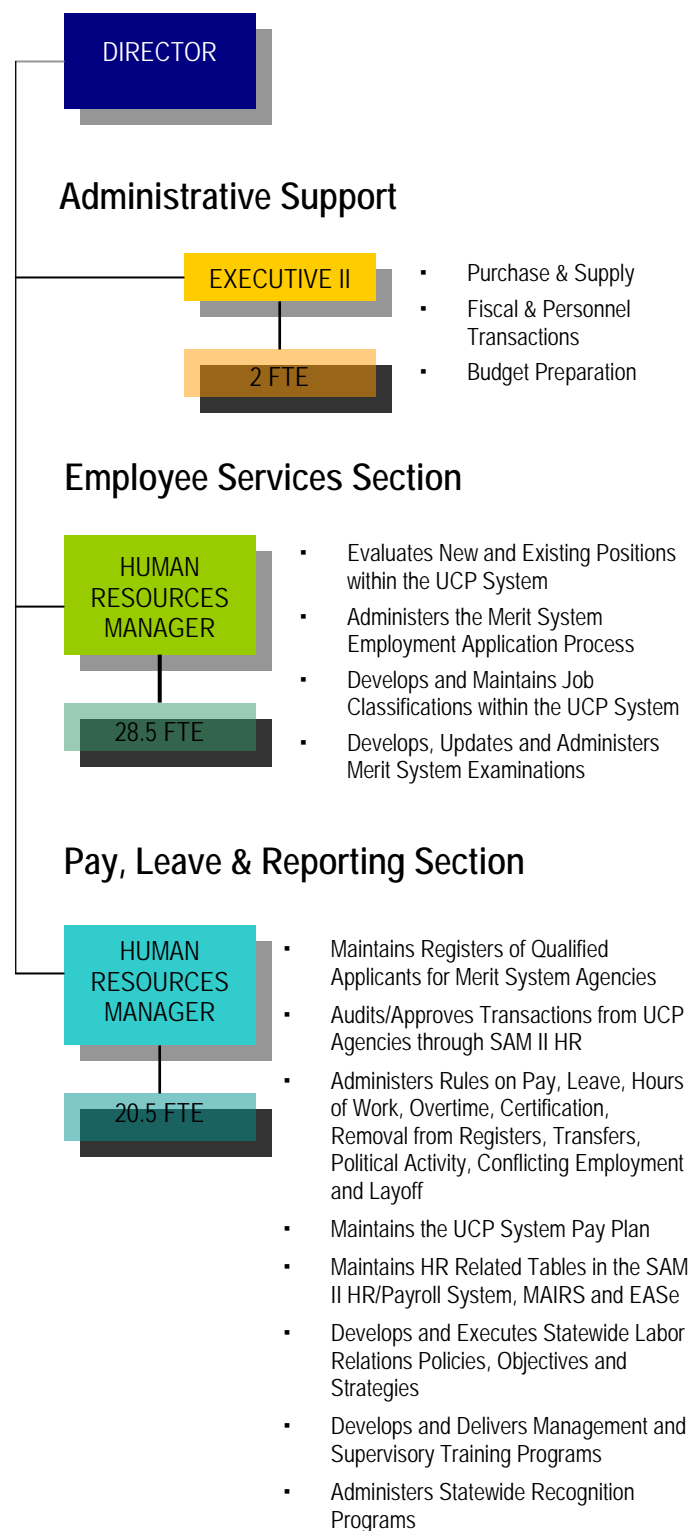 DIRECTOR
Administrative Support
EXECUTIVE II
2 FTE
▪ Purchase & Supply
▪ Fiscal & Personnel
Transactions
▪ Budget Preparation
Employee Services Section
HUMAN
RESOURCES
MANAGER
28.5 FTE
▪ Evaluates New and Existing Positions
within the UCP System
▪ Administers the Merit System
Employment Application Process
▪ Develops and Maintains Job
Classifications within the UCP System
▪ Develops, Updates and Administers
Merit System Examinations
Pay, Leave & Reporting Section
HUMAN
RESOURCES
MANAGER
20.5 FTE
▪ Maintains Registers of Qualified
Applicants for Merit System Agencies
▪ Audits/Approves Transactions from UCP
Agencies through SAM II HR
▪ Administers Rules on Pay, Leave, Hours
of Work, Overtime, Certification,
Removal from Registers, Transfers,
Political Activity, Conflicting Employment
and Layoff
▪ Maintains the UCP System Pay Plan
▪ Maintains HR Related Tables in the SAM
II HR/Payroll System, MAIRS and EASe
▪ Develops and Executes Statewide Labor
Relations Policies, Objectives and
Strategies
▪ Develops and Delivers Management and
Supervisory Training Programs
▪ Administers Statewide Recognition
Programs